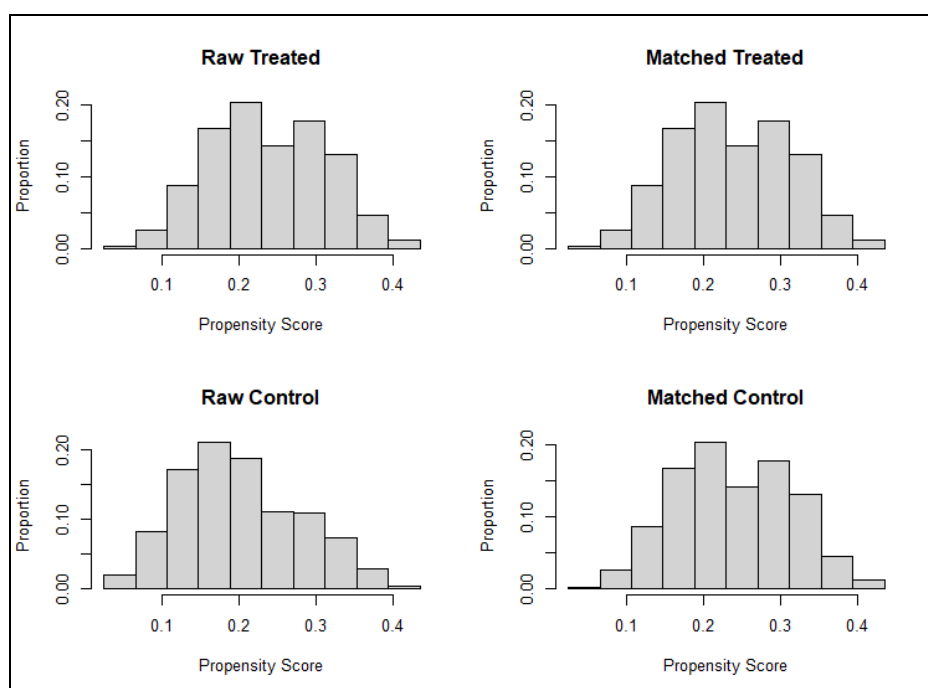 Raw Treated
Proportion
0.00
0.10
0.20
0.1 0.2 0.3 0.4
Propensity Score
Matched Treated
Proportion
0.00
0.10
0.20
0.1 0.2 0.3 0.4
Propensity Score
Raw Control
Proportion
0.00
0.10
0.20
0.1 0.2 0.3 0.4
Propensity Score
Matched Control
Proportion
0.00
0.10
0.20
0.1 0.2 0.3 0.4
Propensity Score